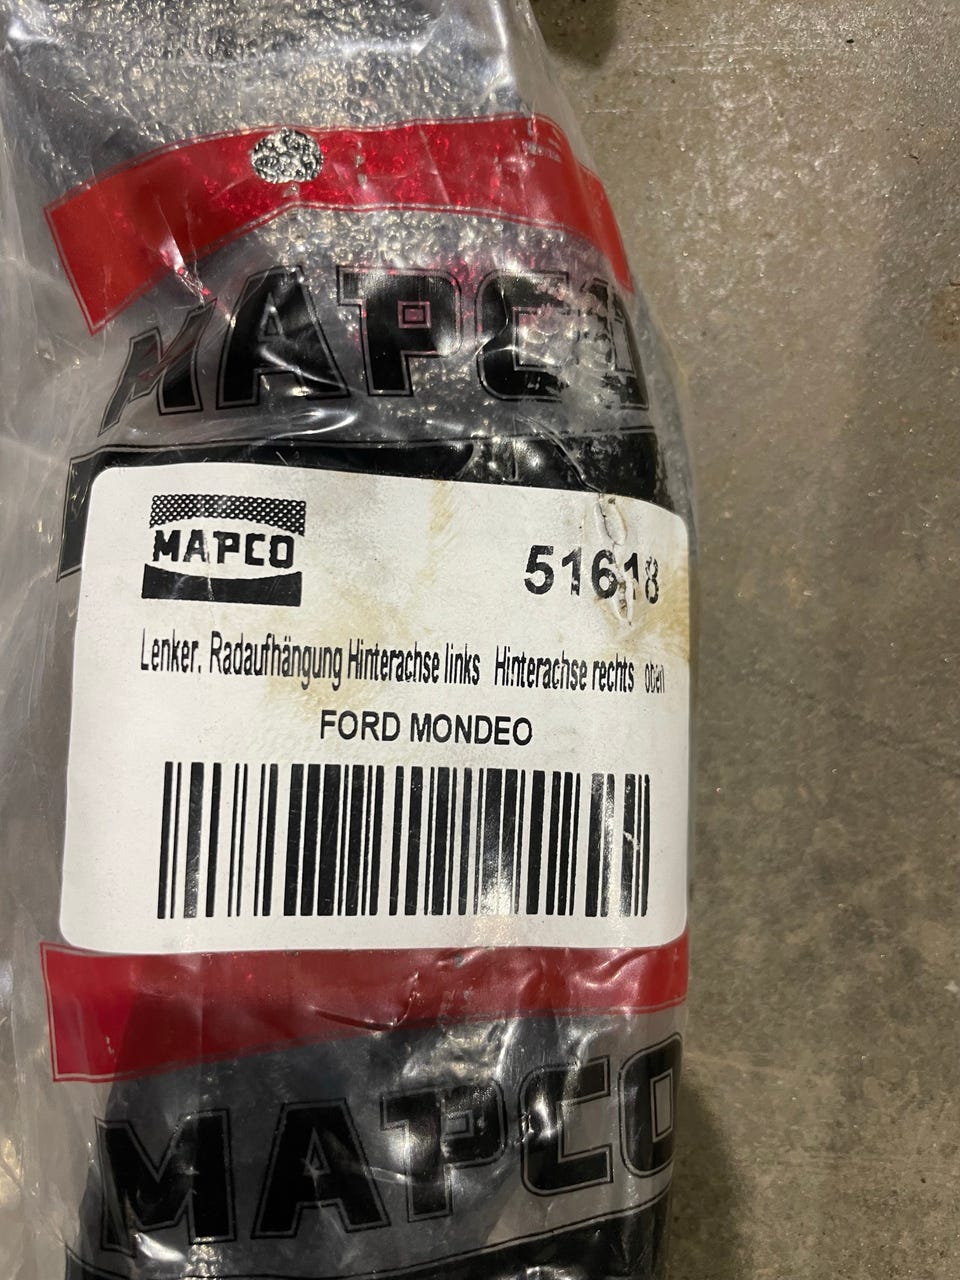 MAPCO
MAPCO
51618
Lenker, Radaufhängung Hinterachse links Hinterachse rechts oben
FORD MONDEO
MAPCO